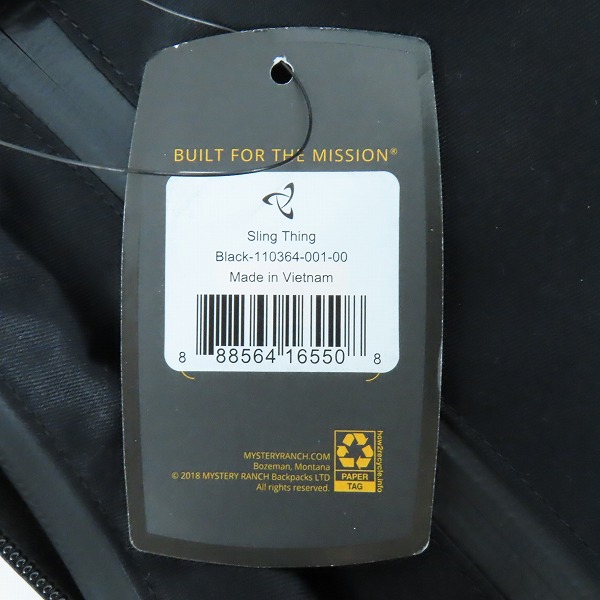 BUILT FOR THE MISSION®
Sling Thing
Black-110364-001-00
Made in Vietnam
8 88564 16550 8
MYSTERYRANCH.COM
Bozeman, Montana
© 2018 MYSTERY RANCH Backpacks LTD
All rights reserved.
PAPER
TAG
how2recycle.info